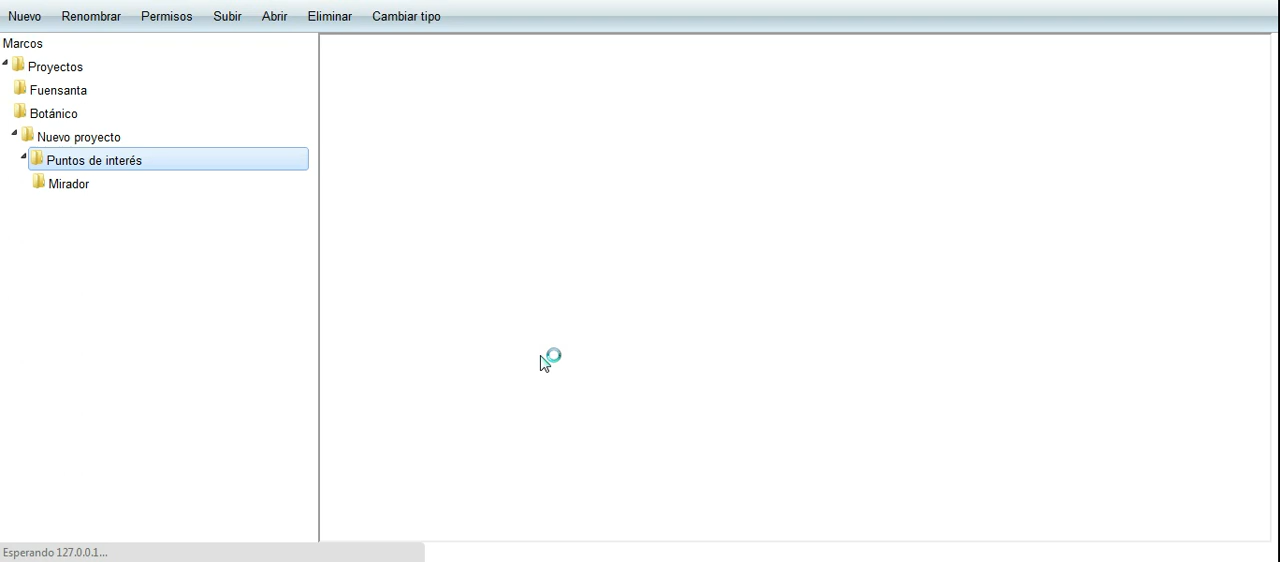 Nuevo Renombrar Permisos Subir Abrir Eliminar Cambiar tipo
Marcos
Proyectos
Fuensanta
Botánico
Nuevo proyecto
Puntos de interés
Mirador
Esperando 127.0.0.1...